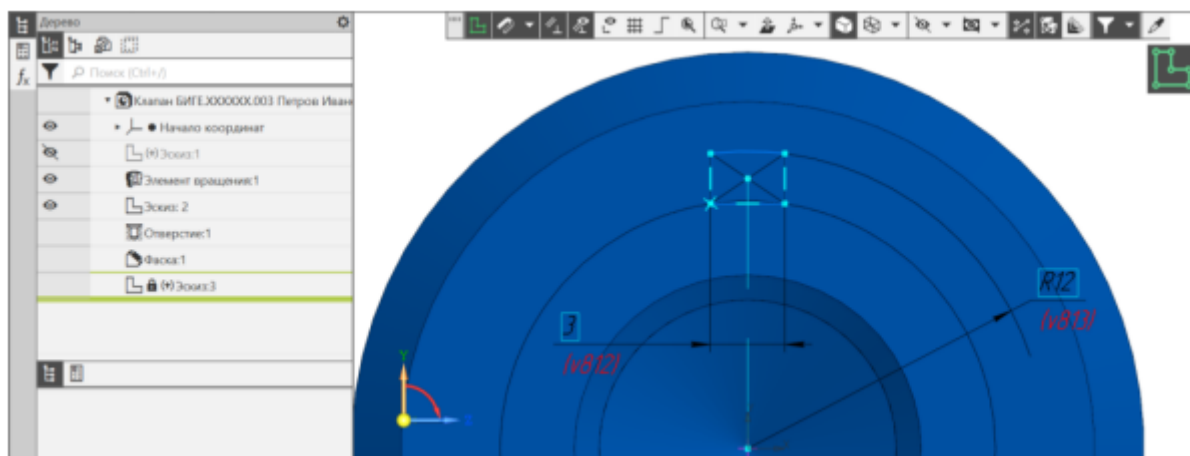 Дерево
Поиск (Ctrl+/)
fx
Клапан БИГЕ.XXXXXX.003 Петров Иван
Начало координат
(+)Эскиз:1
Элемент вращения:1
Эскиз: 2
Отверстие:1
Фаска:1
(+)Эскиз:3
3
(v812)
R12
(v813)
Y
X